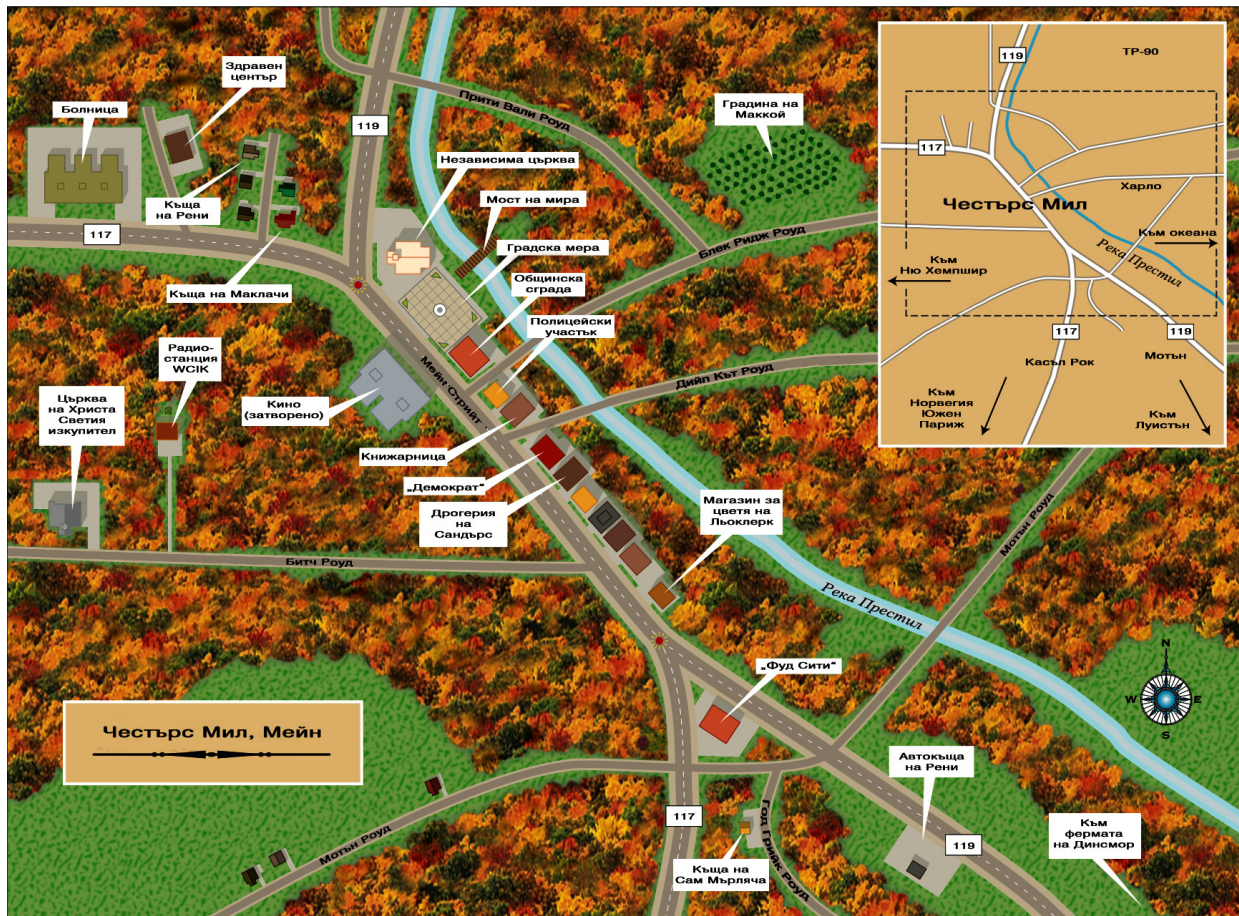 Здравен
център
Болница
119
Прити Вали Роуд
Градина на
Маккой
Независима църква
Къща
на Рени
Мост на мира
117
Градска мера
Блек Ридж Роуд
Общинска
сграда
Къща на Маклачи
Полицейски
участък
Радио-
станция
WCIK
Мейн Стрийт
Дийп Кът Роуд
Църква
на Христа
Светия
изкупител
Кино
(затворено)
Книжарница
„Демократ“
Дрогерия
на
Сандърс
Магазин за
цветя на
Льоклерк
Битч Роуд
Мотън Роуд
Река Престил
„Фуд Сити“
N
W
E
S
Честърс Мил, Мейн
Автокъща
на Рени
117
Год Грийк Роуд
Мотън Роуд
119
Към
фермата
на Динсмор
Къща на
Сам Мърляча
119
ТР-90
117
Харло
Честърс Мил
Към океана
Река Престил
Към
Ню Хемпшир
117
119
Касъл Рок
Мотън
Към
Норвегия
Южен
Париж
Към
Луистън